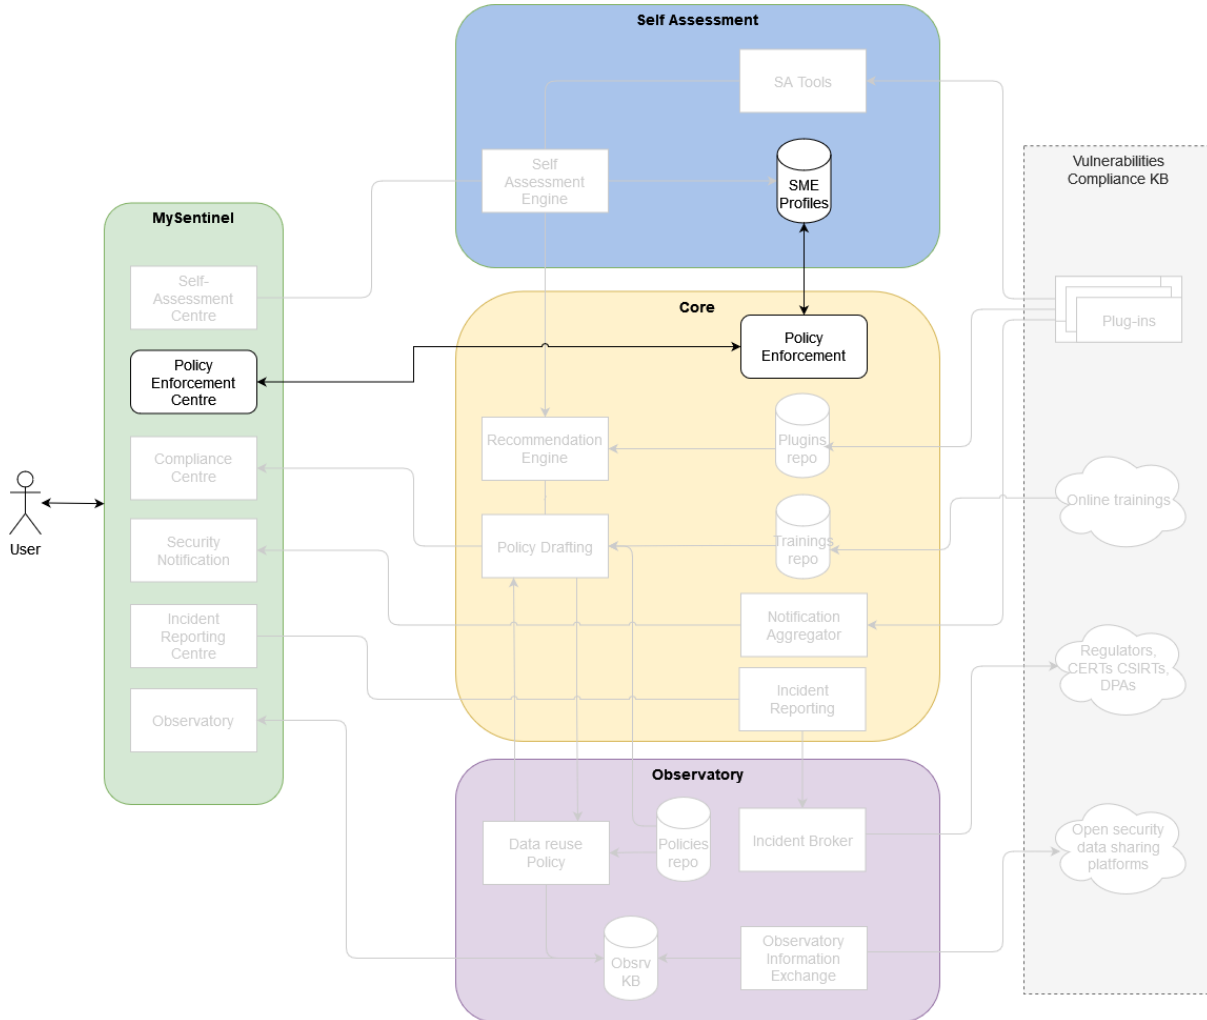 Self Assessment
SA Tools
Self
Assessment
Engine
SME
Profiles
Vulnerabilities
Compliance KB
MySentinel
Self-
Assessment
Centre
Policy
Enforcement
Centre
Compliance
Centre
Security
Notification
Incident
Reporting
Centre
Observatory
User
Core
Policy
Enforcement
Recommendation
Engine
Plugins
repo
Policy Drafting
Trainings
repo
Notification
Aggregator
Incident
Reporting
Plug-ins
Online trainings
Regulators,
CERTs CSIRTs,
DPAs
Open security
data sharing
platforms
Observatory
Data reuse
Policy
Policies
repo
Incident Broker
Obsrv
KB
Observatory
Information
Exchange